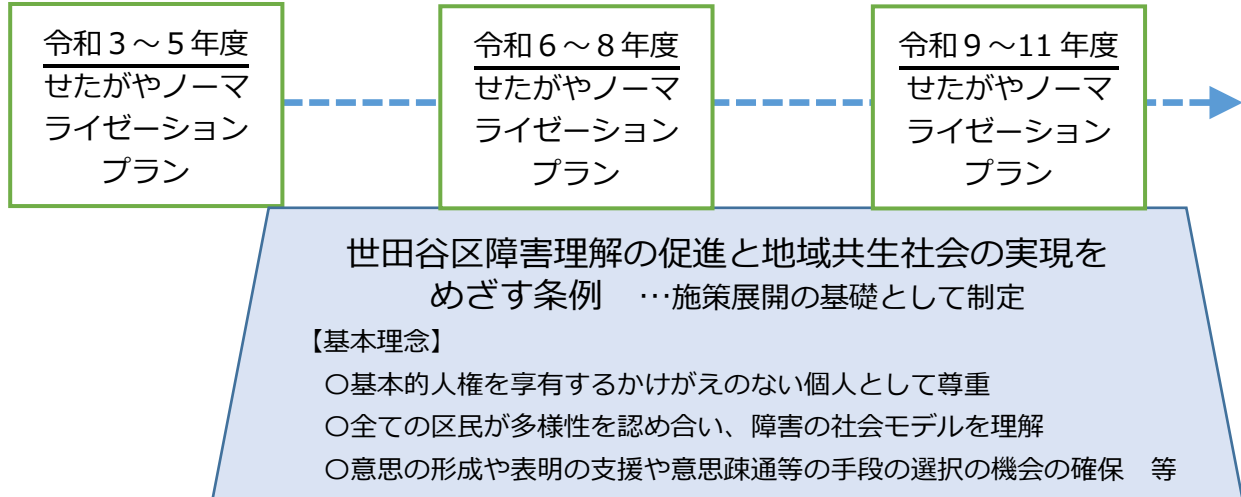 令和３～５年度
せたがやノーマ
ライゼーション
プラン
令和６～８年度
せたがやノーマ
ライゼーション
プラン
令和９～11 年度
せたがやノーマ
ライゼーション
プラン
世田谷区障害理解の促進と地域共生社会の実現を
めざす条例　…施策展開の基礎として制定
【基本理念】
〇基本的人権を享有するかけがえのない個人として尊重
〇全ての区民が多様性を認め合い、障害の社会モデルを理解
〇意思の形成や表明の支援や意思疎通等の手段の選択の機会の確保　等